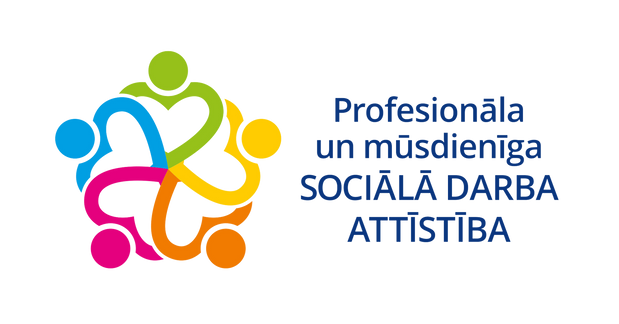 Profesionāla
un mūsdienīga
SOCIĀLĀ DARBA
ATTĪSTĪBA